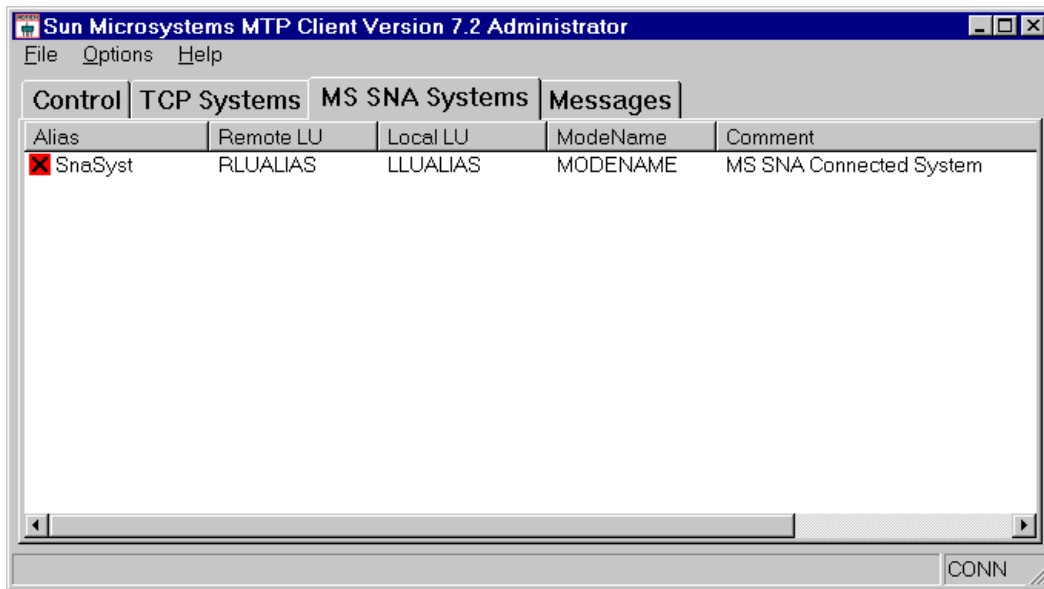 Sun Microsystems MTP Client Version 7.2 Administrator
File Options Help
Control TCP Systems MS SNA Systems Messages
Alias Remote LU Local LU ModeName Comment
SnaSyst RLUALIAS LLUALIAS MODENAME MS SNA Connected System
CONN